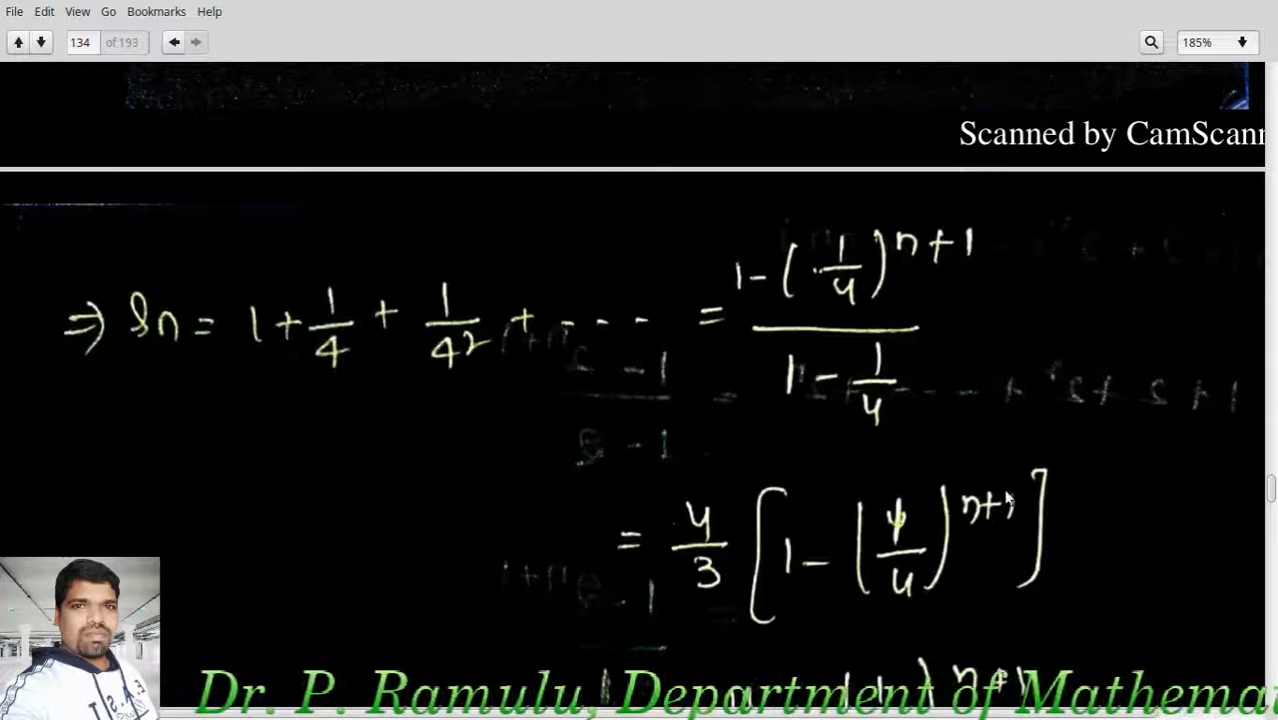 File Edit View Go Bookmarks Help
134 of 193 185%
Scanned by CamScann
⇒ Sn = 1 + 1/4 + 1/4² + - - - - = (1 - (1/4)^(n+1)) / (1 - 1/4)
= 4/3 [1 - (1/4)^(n+1)]
Dr. P. Ramulu, Department of Mathema